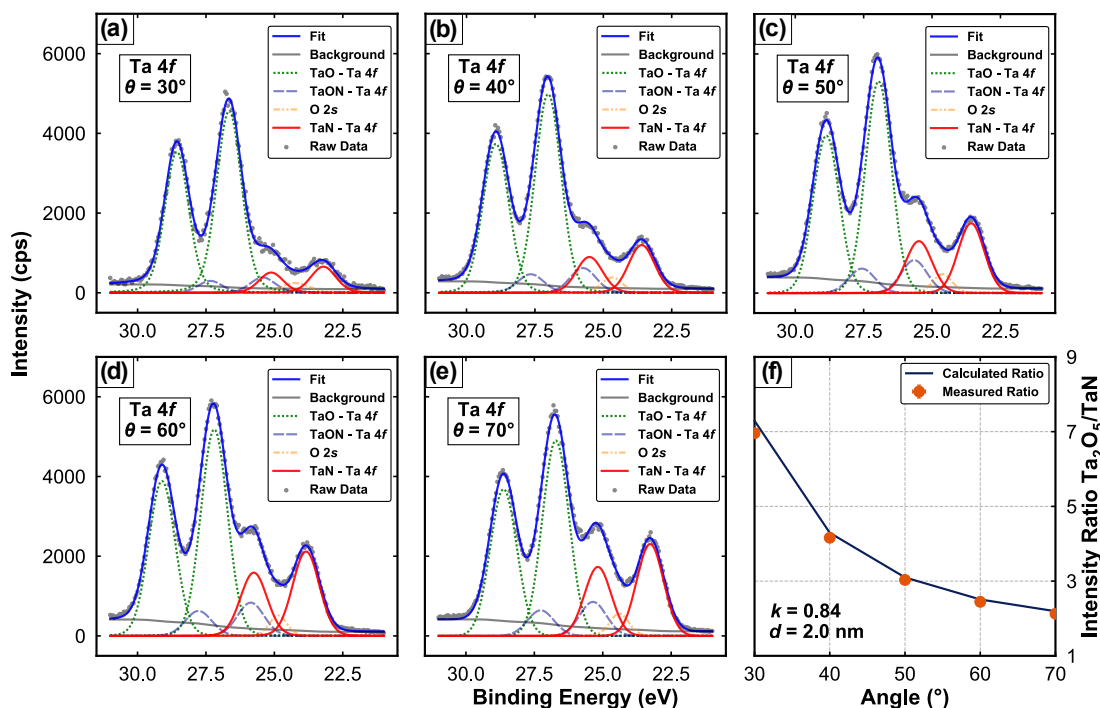 (a)
Ta 4f
θ = 30°
Fit
Background
TaO - Ta 4f
TaON - Ta 4f
O 2s
TaN - Ta 4f
Raw Data
(b)
Ta 4f
θ = 40°
Fit
Background
TaO - Ta 4f
TaON - Ta 4f
O 2s
TaN - Ta 4f
Raw Data
(c)
Ta 4f
θ = 50°
Fit
Background
TaO - Ta 4f
TaON - Ta 4f
O 2s
TaN - Ta 4f
Raw Data
6000
4000
2000
0
30.0 27.5 25.0 22.5
30.0 27.5 25.0 22.5
30.0 27.5 25.0 22.5
Intensity (cps)
(d)
Ta 4f
θ = 60°
Fit
Background
TaO - Ta 4f
TaON - Ta 4f
O 2s
TaN - Ta 4f
Raw Data
(e)
Ta 4f
θ = 70°
Fit
Background
TaO - Ta 4f
TaON - Ta 4f
O 2s
TaN - Ta 4f
Raw Data
6000
4000
2000
0
30.0 27.5 25.0 22.5
30.0 27.5 25.0 22.5
Binding Energy (eV)
(f)
Calculated Ratio
Measured Ratio
k = 0.84
d = 2.0 nm
9
7
5
3
1
Intensity Ratio Ta₂O₅/TaN
30 40 50 60 70
Angle (°)